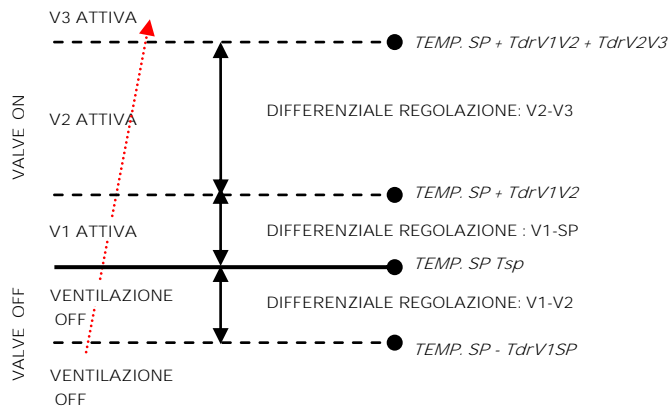 V3 ATTIVA
TEMP. SP + TdrV1V2 + TdrV2V3
VALVE ON
V2 ATTIVA
DIFFERENZIALE REGOLAZIONE: V2-V3
TEMP. SP + TdrV1V2
V1 ATTIVA
DIFFERENZIALE REGOLAZIONE : V1-SP
TEMP. SP Tsp
VALVE OFF
VENTILAZIONE
OFF
DIFFERENZIALE REGOLAZIONE: V1-V2
TEMP. SP - TdrV1SP
VENTILAZIONE
OFF